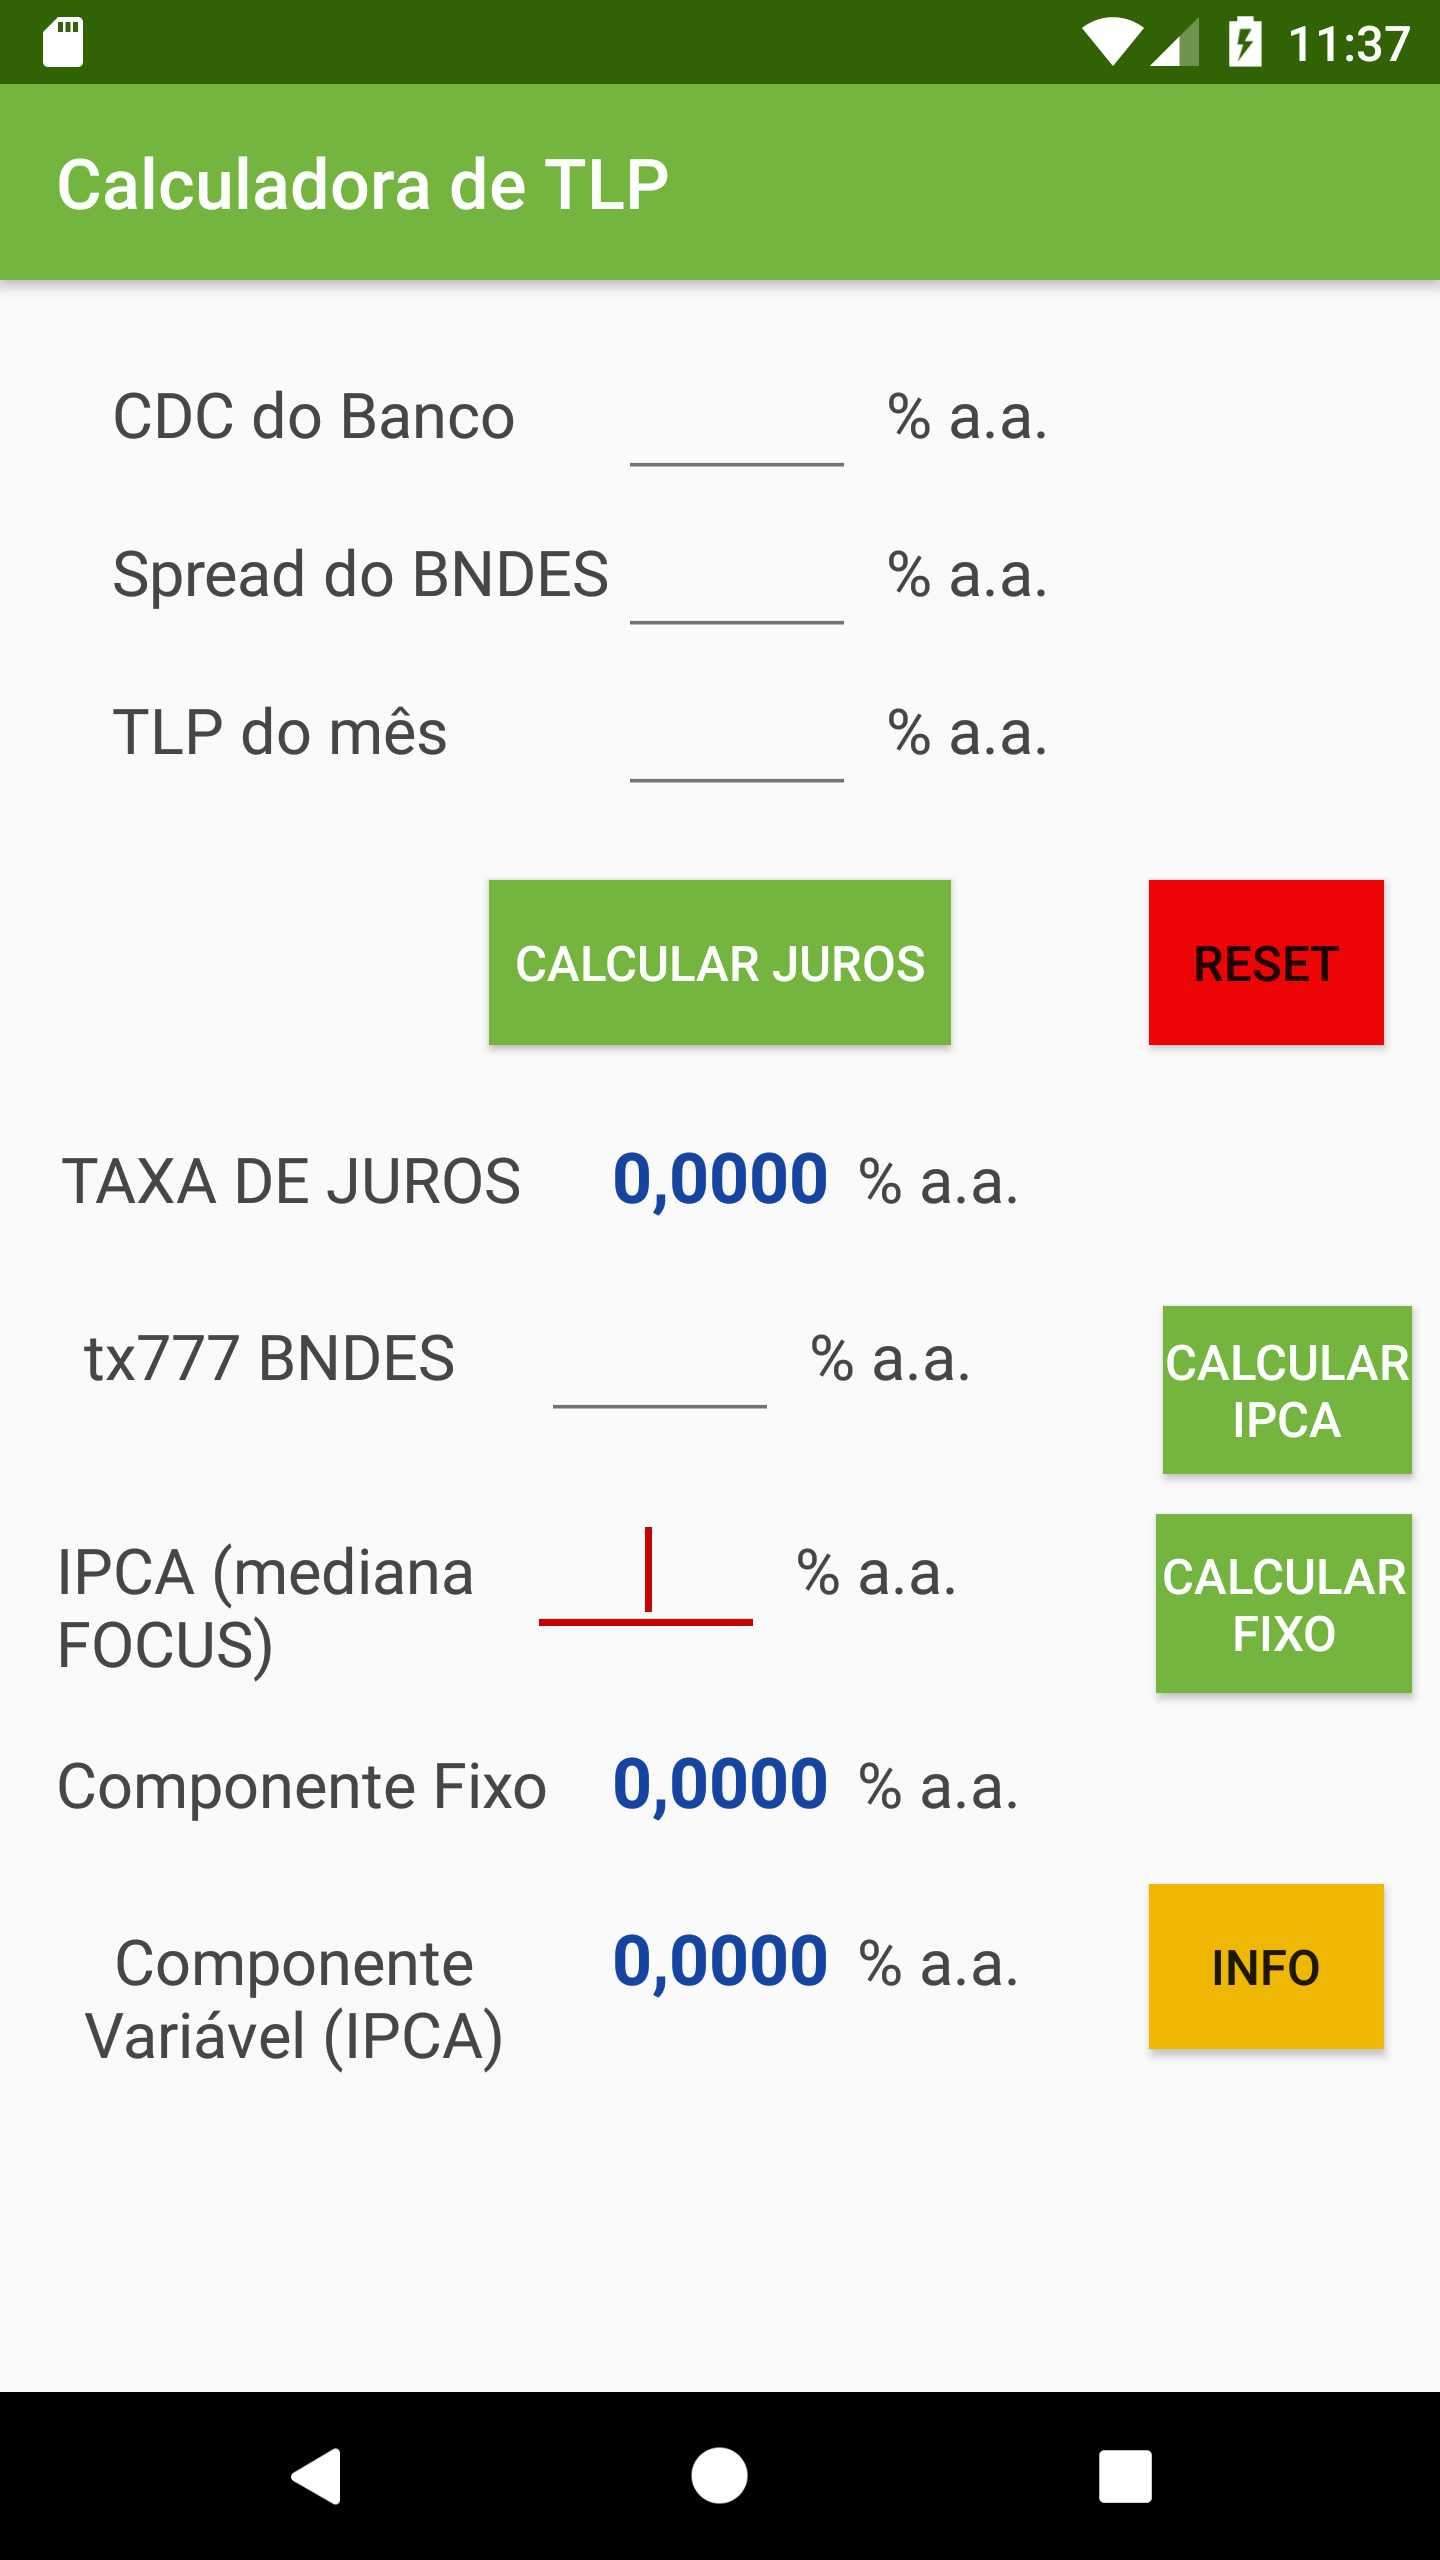 11:37
Calculadora de TLP
CDC do Banco % a.a.
Spread do BNDES % a.a.
TLP do mês % a.a.
CALCULAR JUROS RESET
TAXA DE JUROS 0,0000 % a.a.
tx777 BNDES % a.a.
CALCULAR
IPCA
IPCA (mediana
FOCUS)
% a.a.
CALCULAR
FIXO
Componente Fixo 0,0000 % a.a.
Componente
Variável (IPCA)
0,0000 % a.a.
INFO